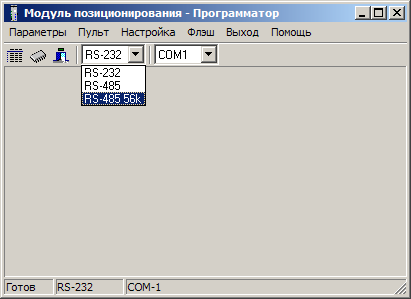 Модуль позиционирования - Программатор
Параметры Пульт Настройка Флэш Выход Помощь
RS-232 COM1
RS-232
RS-485
RS-485 56k
Готов RS-232 COM-1